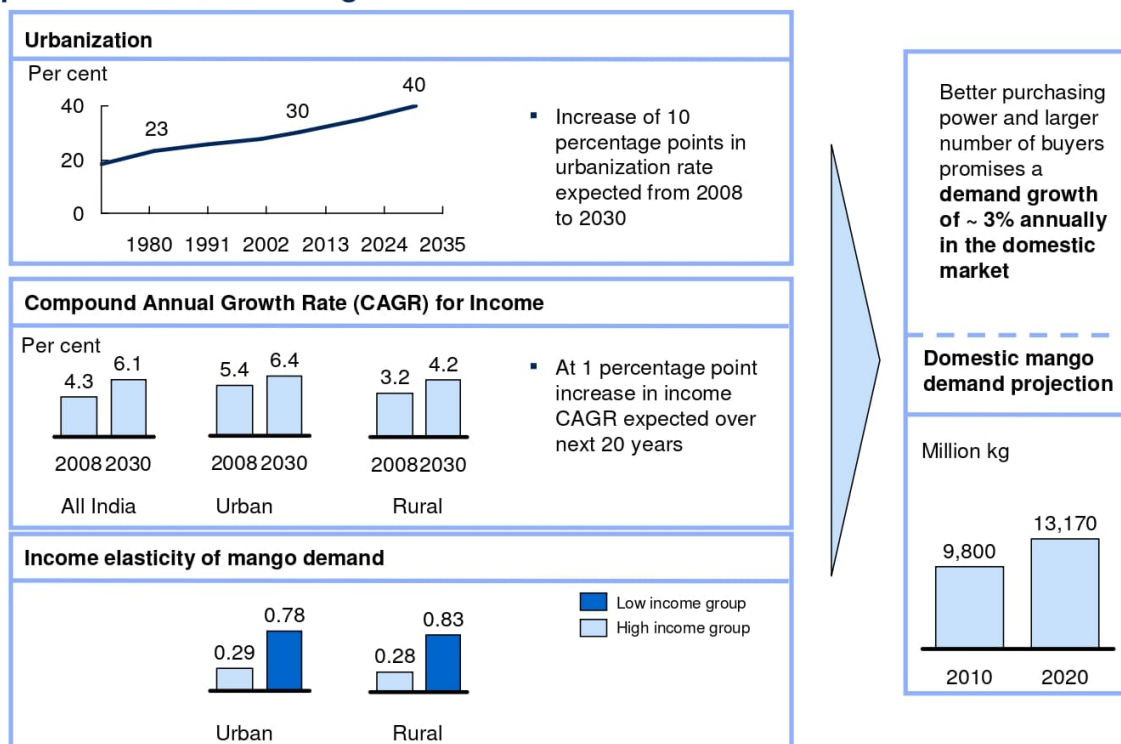 Urbanization
Per cent
40
20
0
23
30
40
1980 1991 2002 2013 2024 2035
▪ Increase of 10
percentage points in
urbanization rate
expected from 2008
to 2030
Compound Annual Growth Rate (CAGR) for Income
Per cent
4.3 6.1
2008 2030
All India
5.4 6.4
2008 2030
Urban
3.2 4.2
2008 2030
Rural
▪ At 1 percentage point
increase in income
CAGR expected over
next 20 years
Income elasticity of mango demand
0.29 0.78
Urban
0.28 0.83
Rural
Low income group
High income group
Better purchasing
power and larger
number of buyers
promises a
demand growth
of ~ 3% annually
in the domestic
market
Domestic mango
demand projection
Million kg
9,800 13,170
2010 2020